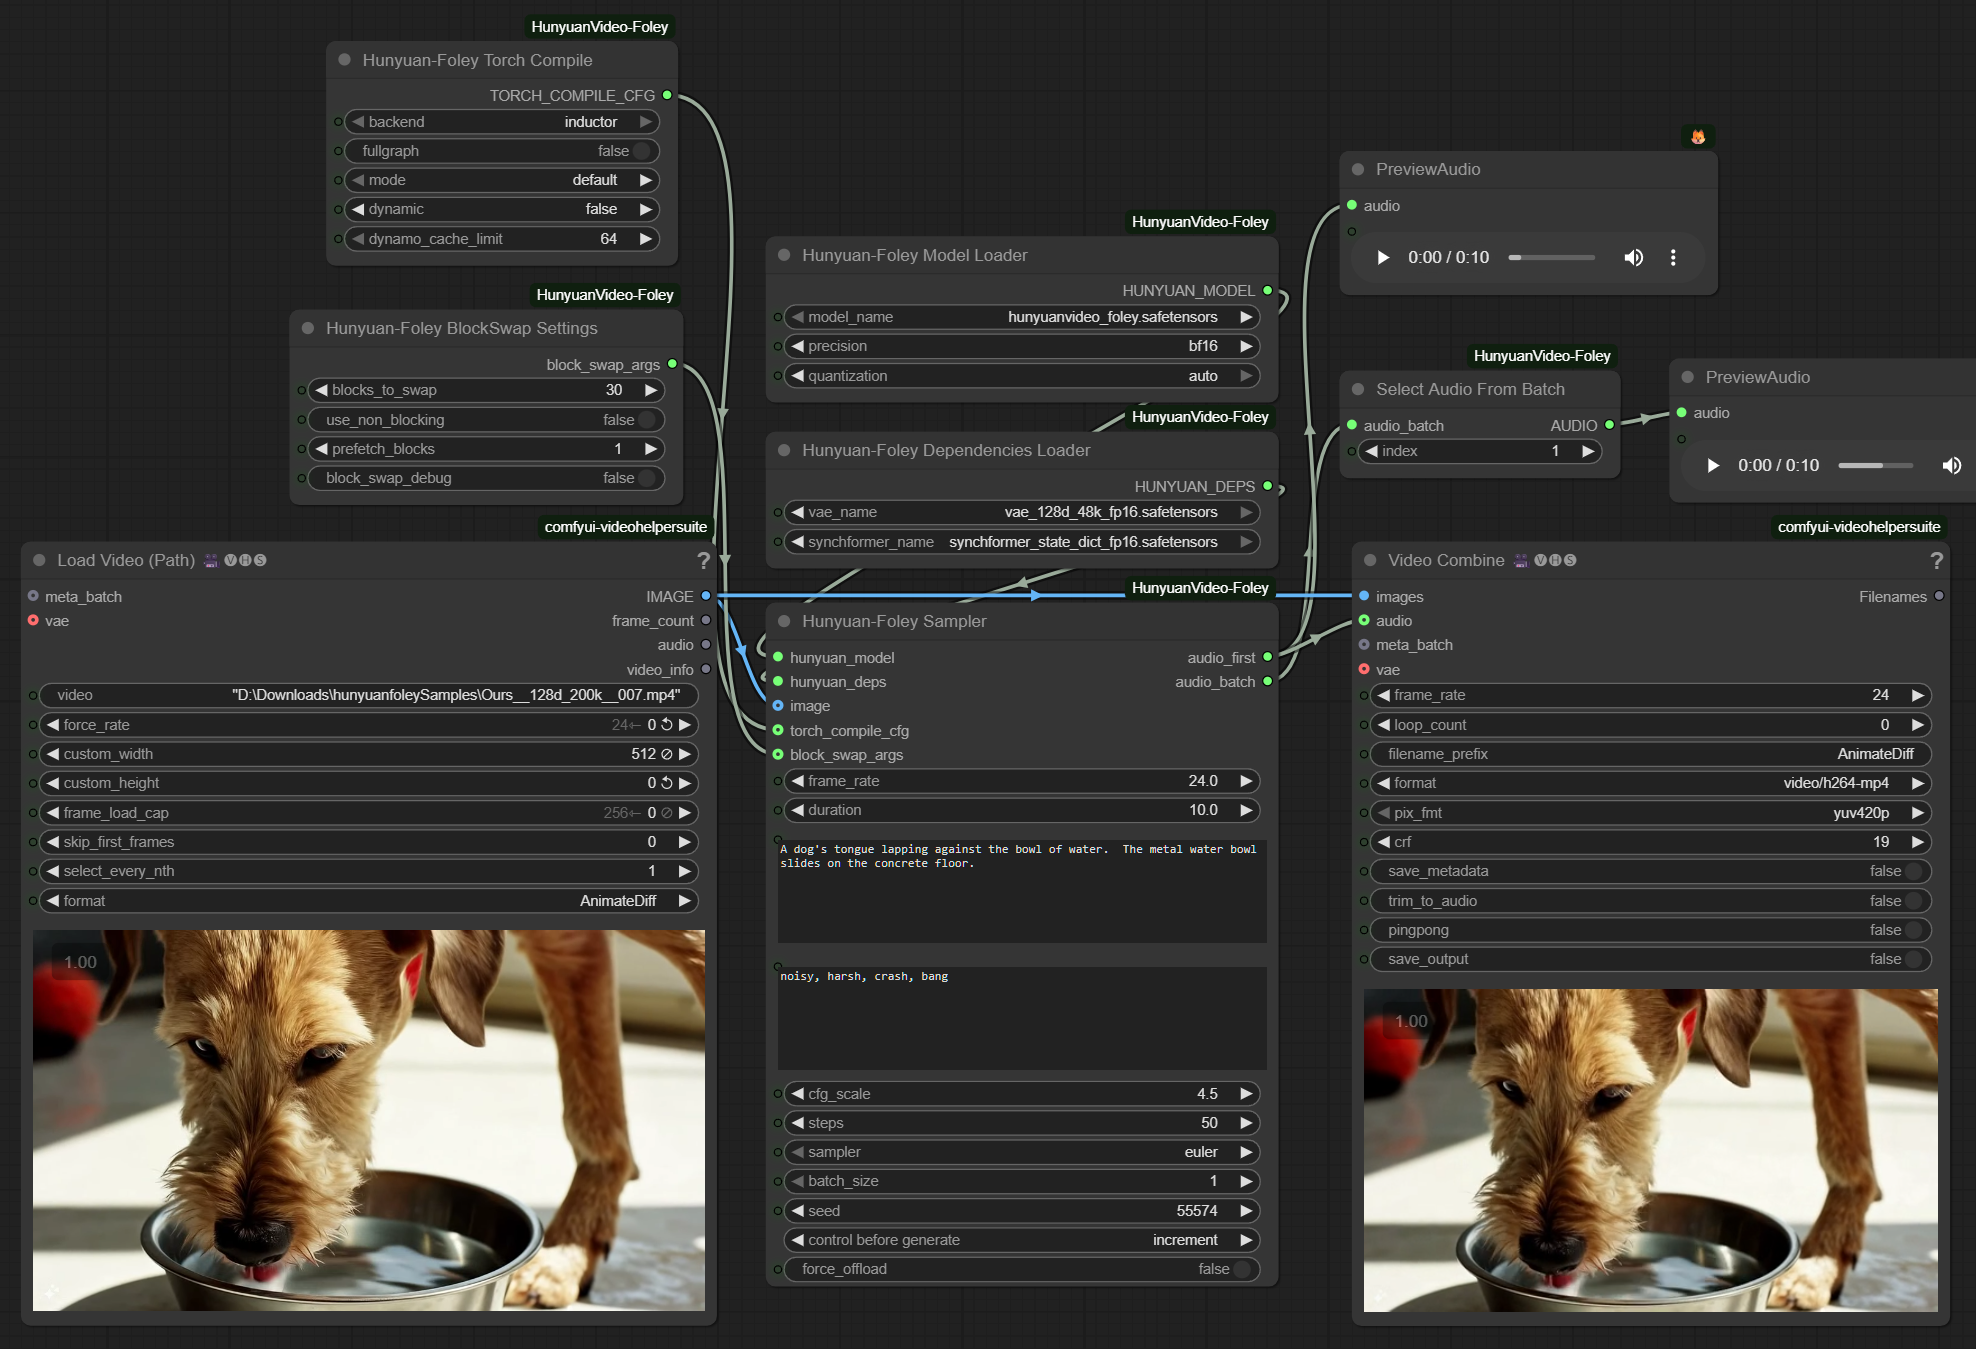 HunyuanVideo-Foley
Hunyuan-Foley Torch Compile
TORCH_COMPILE_CFG
backend inductor
fullgraph false
mode default
dynamic false
dynamo_cache_limit 64
HunyuanVideo-Foley
Hunyuan-Foley BlockSwap Settings
block_swap_args
blocks_to_swap 30
use_non_blocking false
prefetch_blocks 1
block_swap_debug false
comfyui-videohelpersuite
Load Video (Path) VHS ?
meta_batch IMAGE
vae frame_count
audio
video_info
video "D:\Downloads\hunyuanfoleySamples\Ours__128d_200k__007.mp4"
force_rate 24← 0
custom_width 512
custom_height 0
frame_load_cap 256← 0
skip_first_frames 0
select_every_nth 1
format AnimateDiff
1.00
HunyuanVideo-Foley
Hunyuan-Foley Model Loader
HUNYUAN_MODEL
model_name hunyuanvideo_foley.safetensors
precision bf16
quantization auto
HunyuanVideo-Foley
Hunyuan-Foley Dependencies Loader
HUNYUAN_DEPS
vae_name vae_128d_48k_fp16.safetensors
synchformer_name synchformer_state_dict_fp16.safetensors
HunyuanVideo-Foley
Hunyuan-Foley Sampler
hunyuan_model audio_first
hunyuan_deps audio_batch
image
torch_compile_cfg
block_swap_args
frame_rate 24.0
duration 10.0
A dog's tongue lapping against the bowl of water.  The metal water bowl
slides on the concrete floor.
noisy, harsh, crash, bang
cfg_scale 4.5
steps 50
sampler euler
batch_size 1
seed 55574
control before generate increment
force_offload false
PreviewAudio
audio
0:00 / 0:10
HunyuanVideo-Foley
Select Audio From Batch
audio_batch AUDIO
index 1
PreviewAudio
audio
0:00 / 0:10
comfyui-videohelpersuite
Video Combine VHS ?
images Filenames
audio
meta_batch
vae
frame_rate 24
loop_count 0
filename_prefix AnimateDiff
format video/h264-mp4
pix_fmt yuv420p
crf 19
save_metadata false
trim_to_audio false
pingpong false
save_output false
1.00